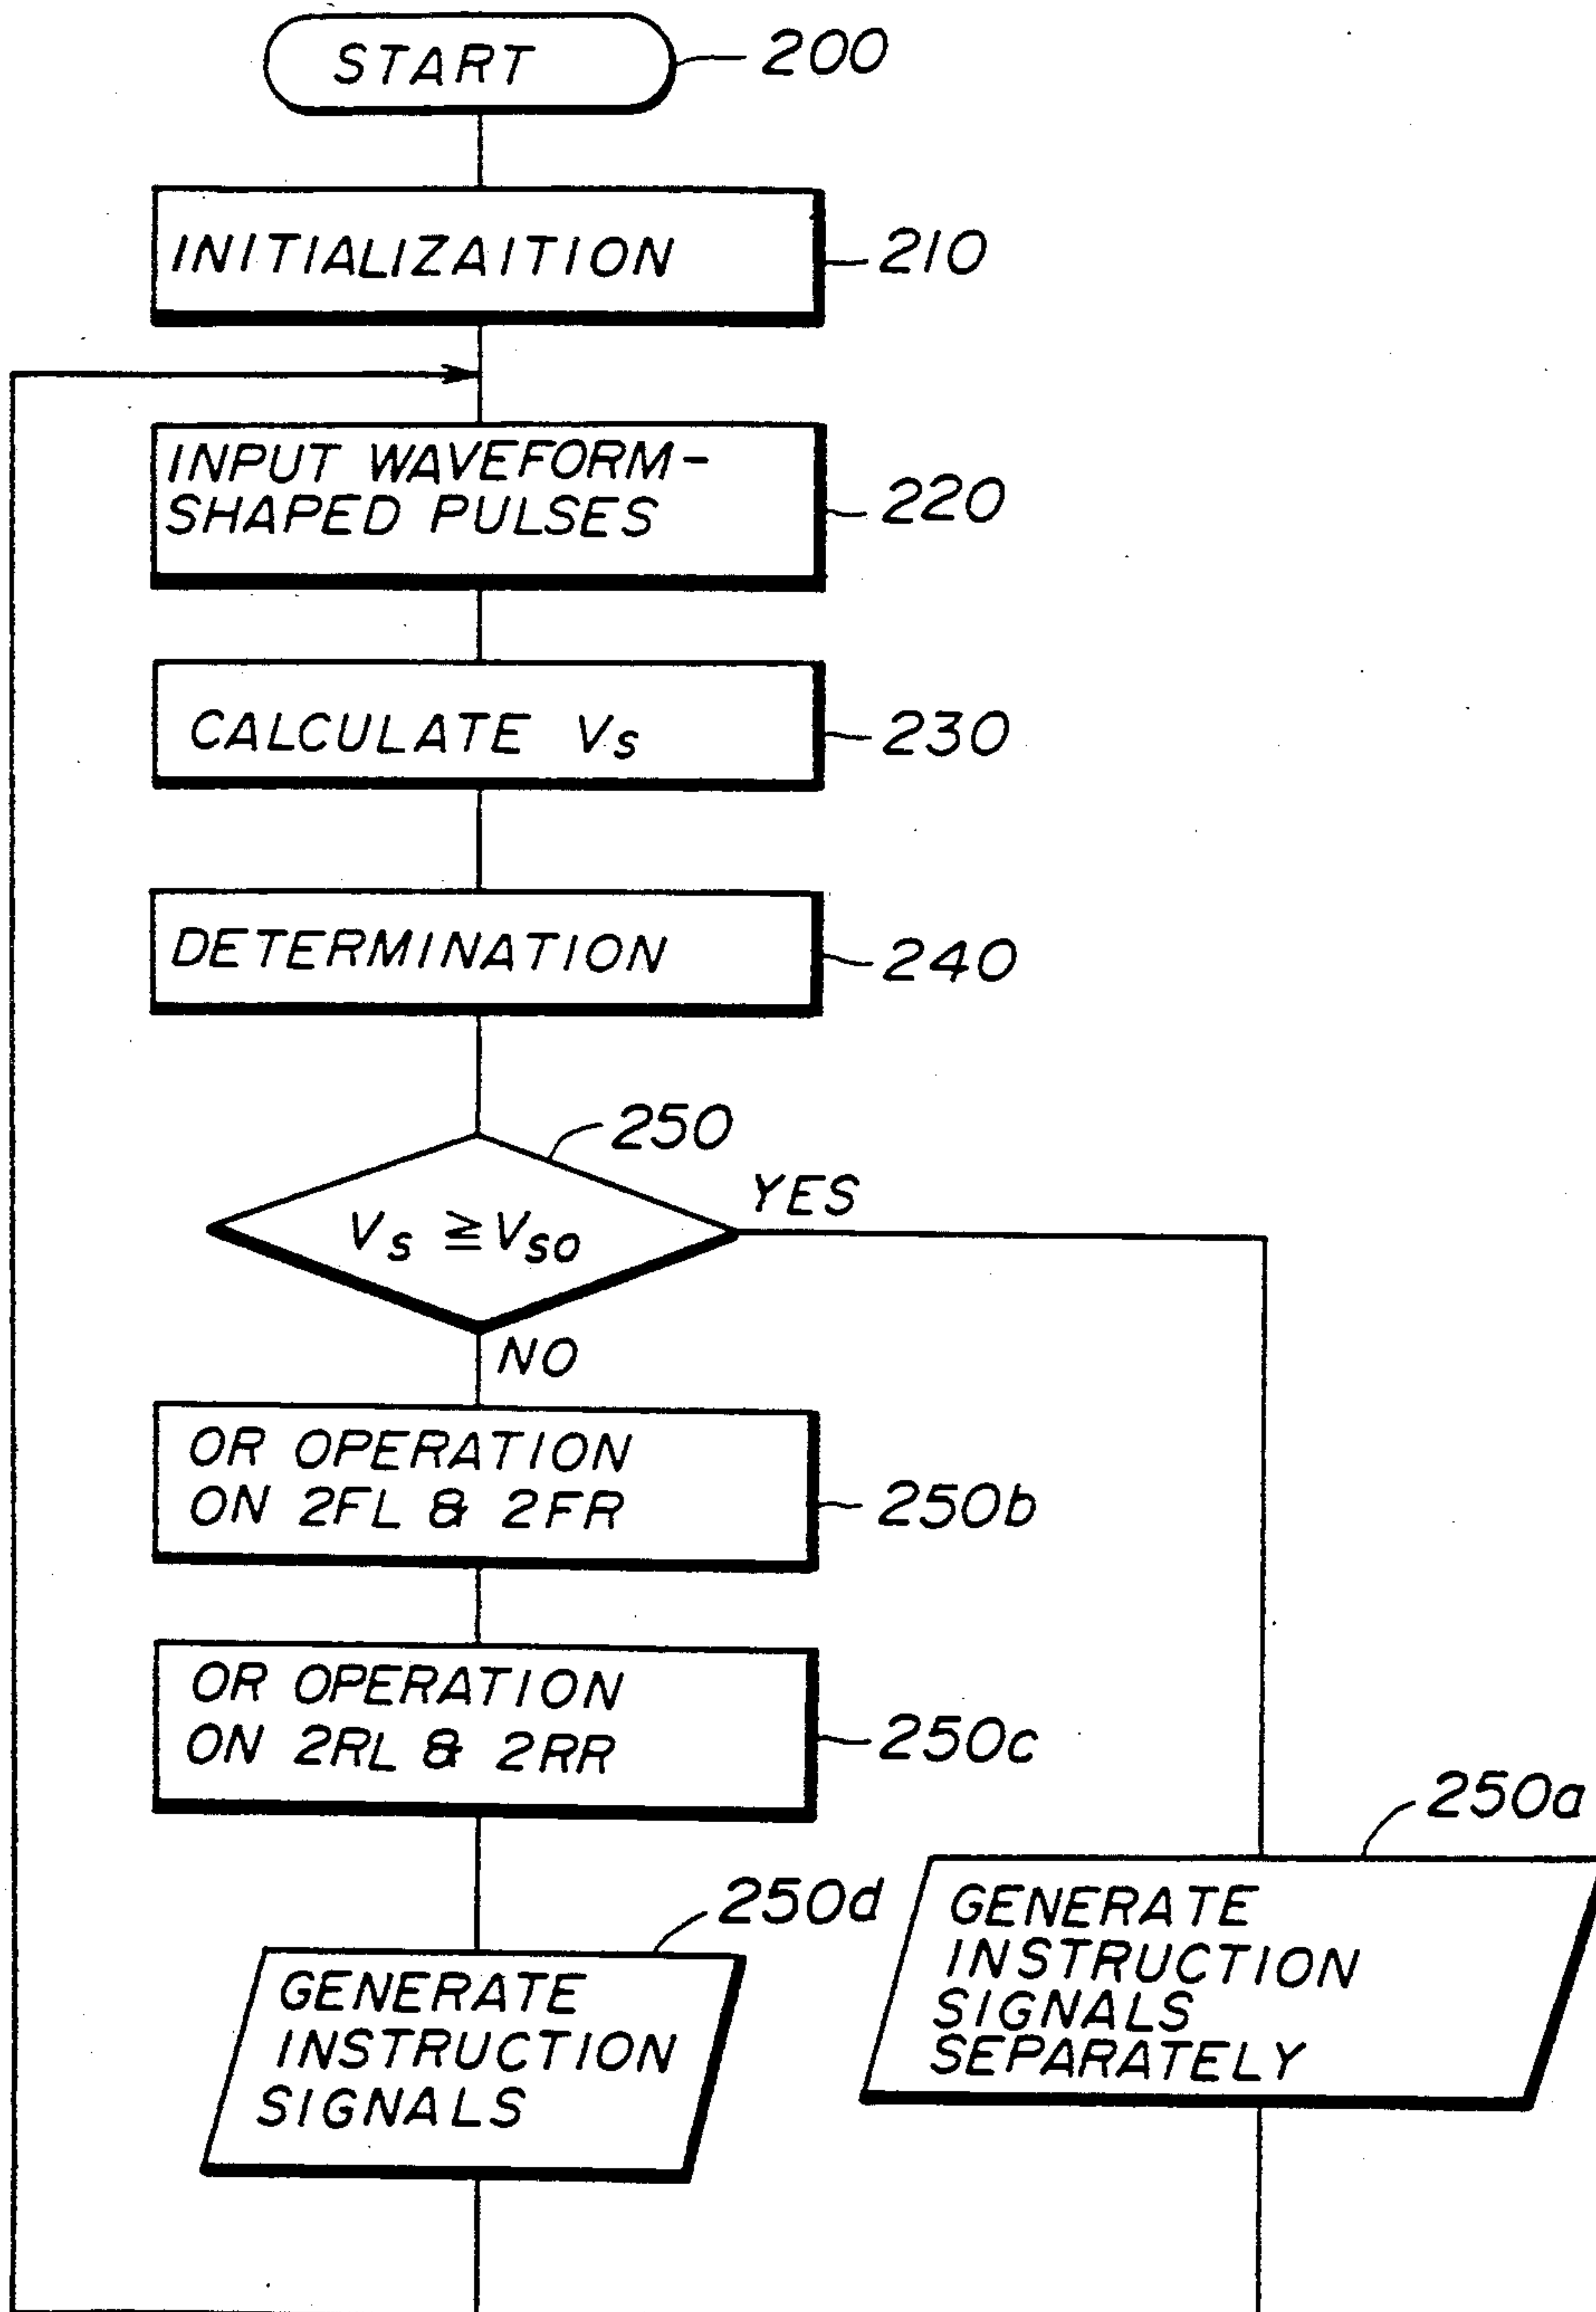 START
200
INITIALIZAITION
210
INPUT WAVEFORM-
SHAPED PULSES
220
CALCULATE Vs
230
DETERMINATION
240
250
Vs ≧ Vso
YES
NO
OR OPERATION
ON 2FL & 2FR
250b
OR OPERATION
ON 2RL & 2RR
250c
250a
GENERATE
INSTRUCTION
SIGNALS
SEPARATELY
250d
GENERATE
INSTRUCTION
SIGNALS